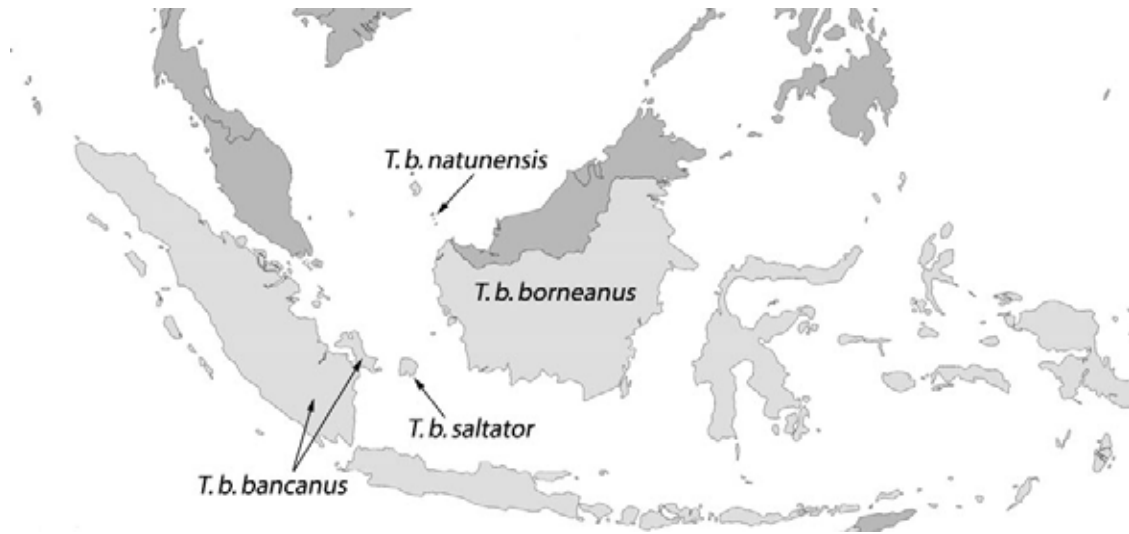 T. b. natunensis
T. b. borneanus
T. b. saltator
T. b. bancanus